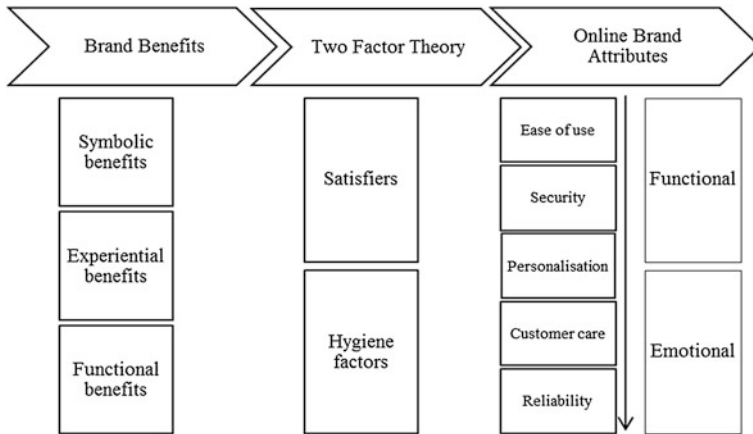 Brand Benefits
Two Factor Theory
Online Brand
Attributes
Symbolic
benefits
Experiential
benefits
Functional
benefits
Satisfiers
Hygiene
factors
Ease of use
Security
Personalisation
Customer care
Reliability
Functional
Emotional